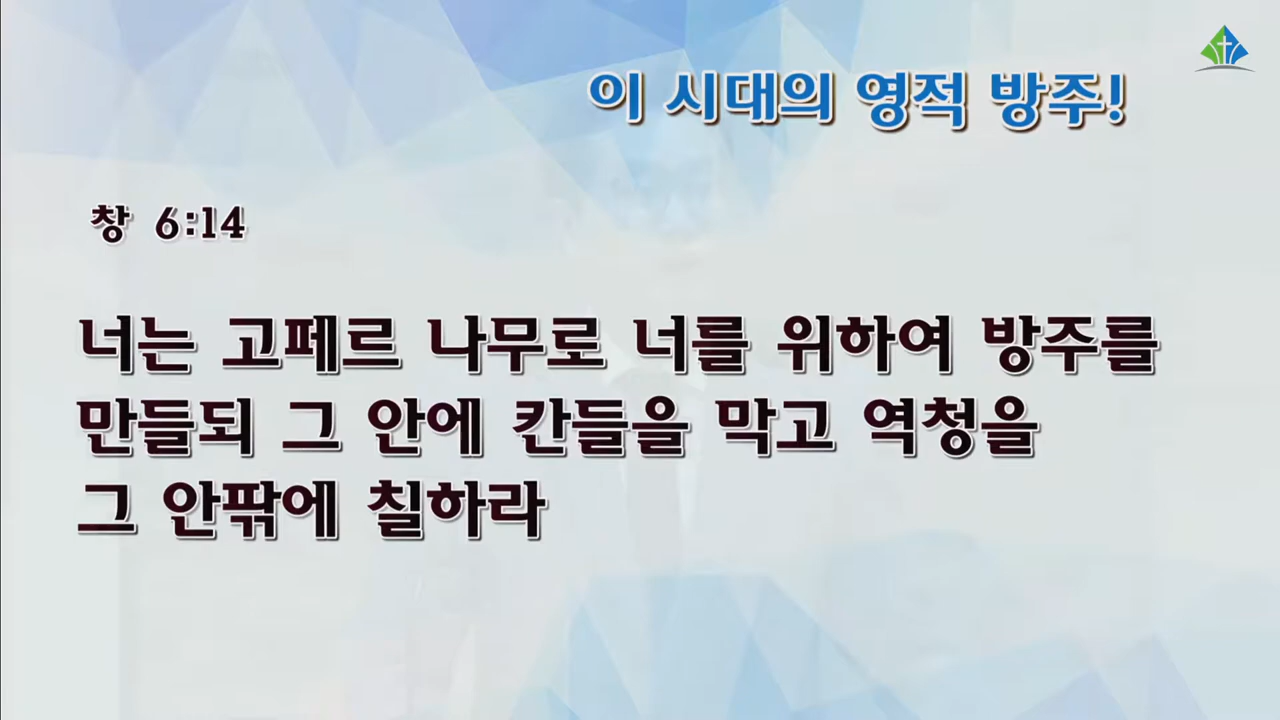 이 시대의 영적 방주!
창 6:14
너는 고페르 나무로 너를 위하여 방주를
만들되 그 안에 칸들을 막고 역청을
그 안팎에 칠하라